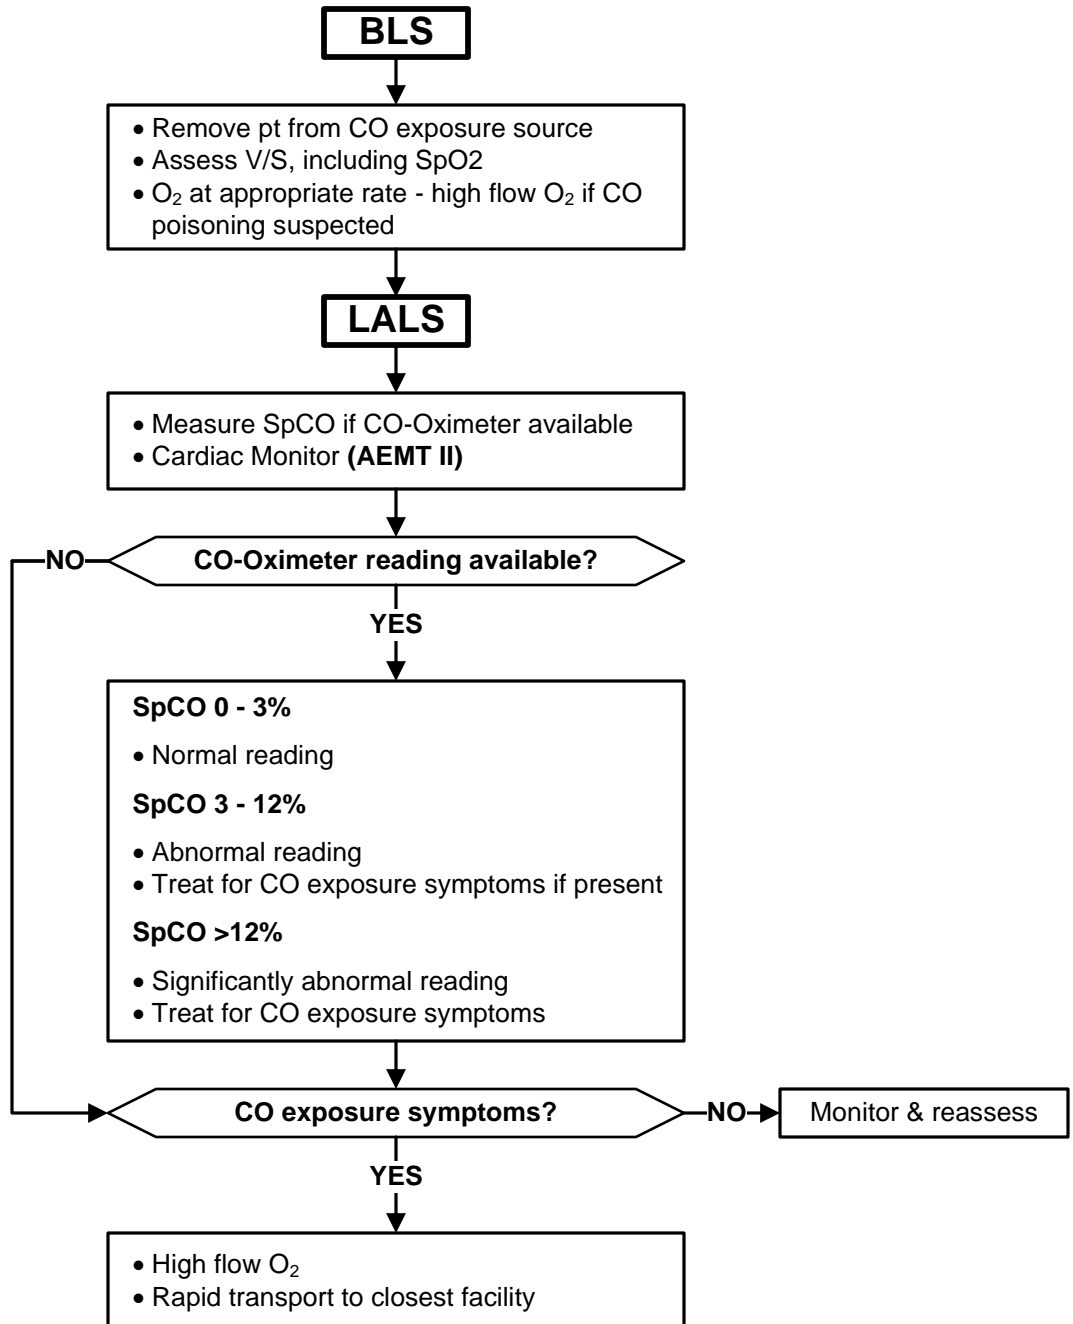 BLS
• Remove pt from CO exposure source
• Assess V/S, including SpO2
• O₂ at appropriate rate - high flow O₂ if CO
poisoning suspected
LALS
• Measure SpCO if CO-Oximeter available
• Cardiac Monitor (AEMT II)
NO
CO-Oximeter reading available?
YES
SpCO 0 - 3%
• Normal reading
SpCO 3 - 12%
• Abnormal reading
• Treat for CO exposure symptoms if present
SpCO >12%
• Significantly abnormal reading
• Treat for CO exposure symptoms
CO exposure symptoms?
NO
Monitor & reassess
YES
• High flow O₂
• Rapid transport to closest facility